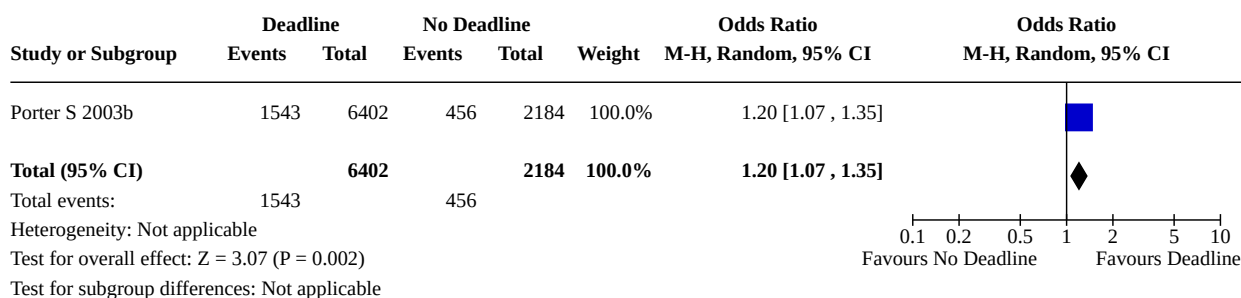 Deadline No Deadline Odds Ratio Odds Ratio
Study or Subgroup Events Total Events Total Weight M-H, Random, 95% CI M-H, Random, 95% CI
Porter S 2003b 1543 6402 456 2184 100.0% 1.20 [1.07 , 1.35]
Total (95% CI) 6402 2184 100.0% 1.20 [1.07 , 1.35]
Total events: 1543 456
Heterogeneity: Not applicable
0.1 0.2 0.5 1 2 5 10
Test for overall effect: Z = 3.07 (P = 0.002) Favours No Deadline Favours Deadline
Test for subgroup differences: Not applicable